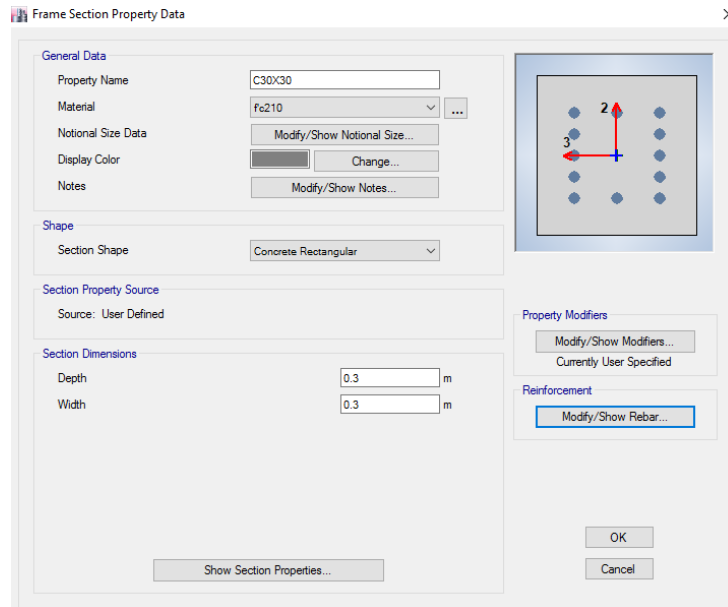 Frame Section Property Data
General Data
Property Name C30X30
Material f'c210 ...
Notional Size Data Modify/Show Notional Size...
Display Color Change...
Notes Modify/Show Notes...
Shape
Section Shape Concrete Rectangular
Section Property Source
Source: User Defined
Section Dimensions
Depth 0.3 m
Width 0.3 m
Show Section Properties...
2
3
Property Modifiers
Modify/Show Modifiers...
Currently User Specified
Reinforcement
Modify/Show Rebar...
OK
Cancel